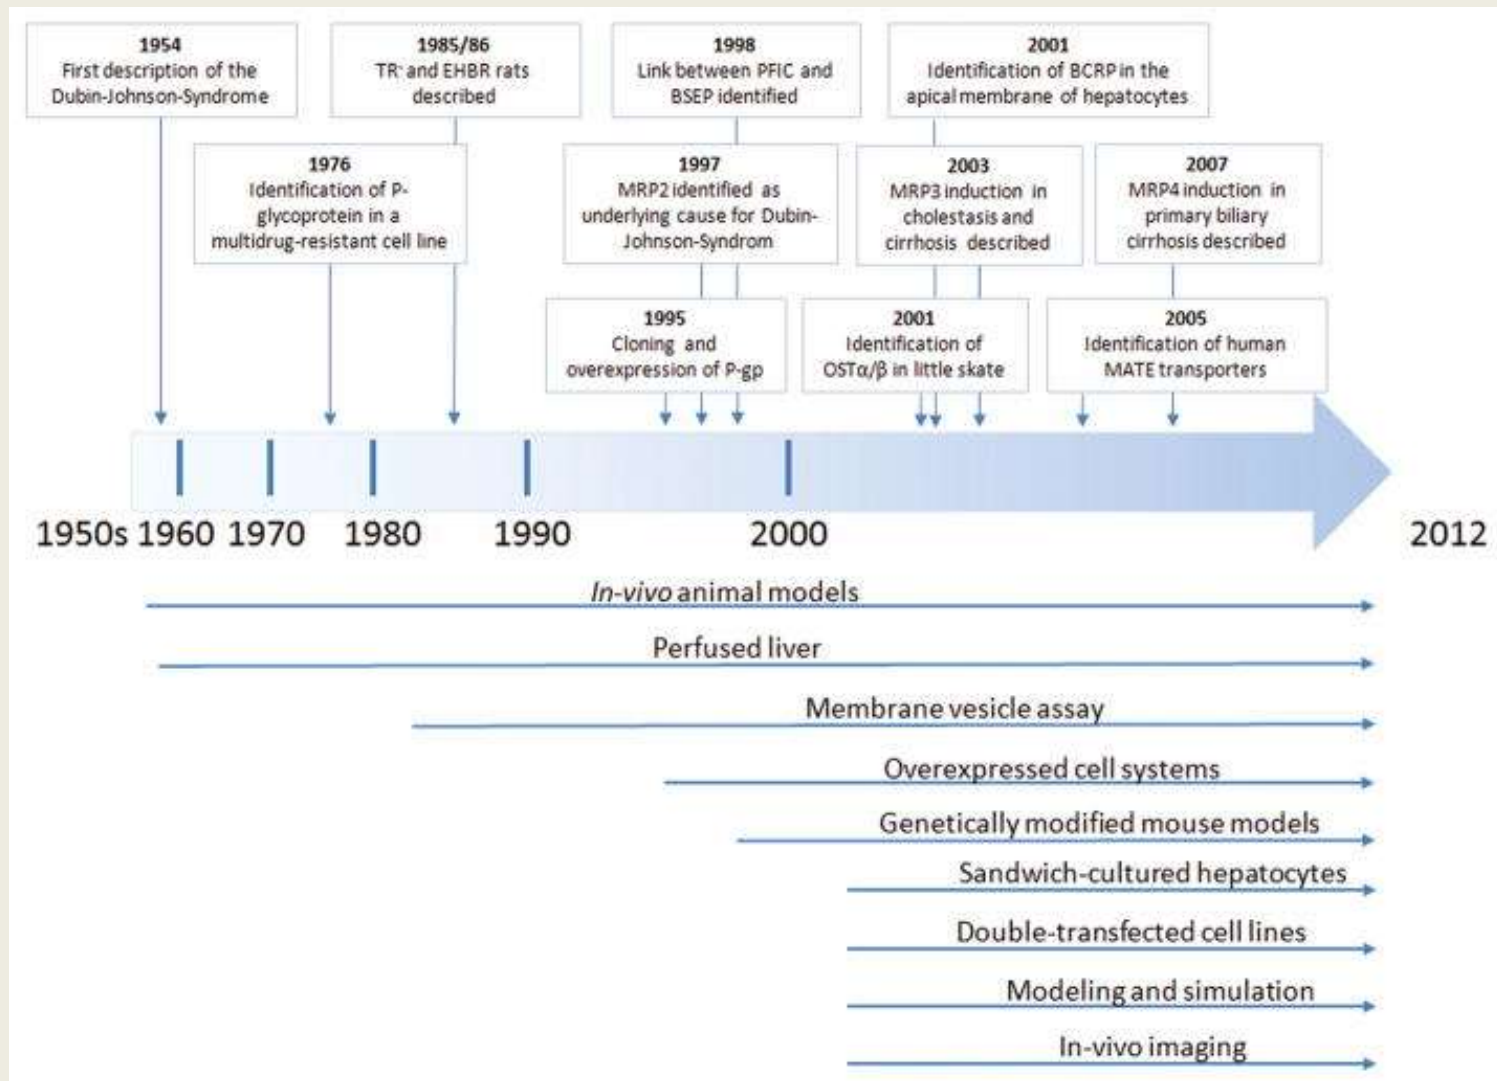 1954
First description of the
Dubin-Johnson-Syndrome
1985/86
TR⁻ and EHBR rats
described
1998
Link between PFIC and
BSEP identified
2001
Identification of BCRP in the
apical membrane of hepatocytes
1976
Identification of P-
glycoprotein in a
multidrug-resistant cell line
1997
MRP2 identified as
underlying cause for Dubin-
Johnson-Syndrom
2003
MRP3 induction in
cholestasis and
cirrhosis described
2007
MRP4 induction in
primary biliary
cirrhosis described
1995
Cloning and
overexpression of P-gp
2001
Identification of
OSTα/β in little skate
2005
Identification of human
MATE transporters
1950s 1960 1970 1980 1990 2000 2012
In-vivo animal models
Perfused liver
Membrane vesicle assay
Overexpressed cell systems
Genetically modified mouse models
Sandwich-cultured hepatocytes
Double-transfected cell lines
Modeling and simulation
In-vivo imaging